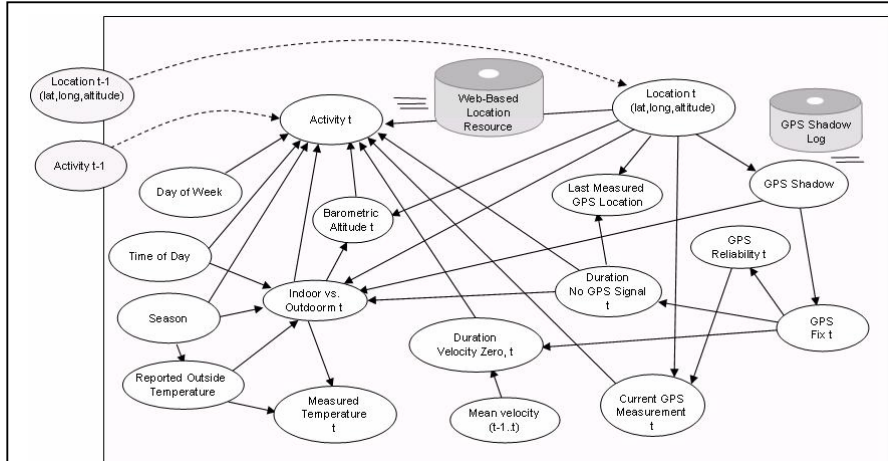 Location t-1
(lat,long,altitude)
Activity t-1
Activity t
Web-Based
Location
Resource
Location t
(lat,long,altitude)
GPS Shadow
Log
Day of Week
Last Measured
GPS Location
GPS Shadow
Barometric
Altitude t
Time of Day
GPS
Reliability t
Indoor vs.
Outdoorm t
Duration
No GPS Signal
t
Season
Duration
Velocity Zero, t
GPS
Fix t
Reported Outside
Temperature
Measured
Temperature
t
Mean velocity
(t-1..t)
Current GPS
Measurement
t